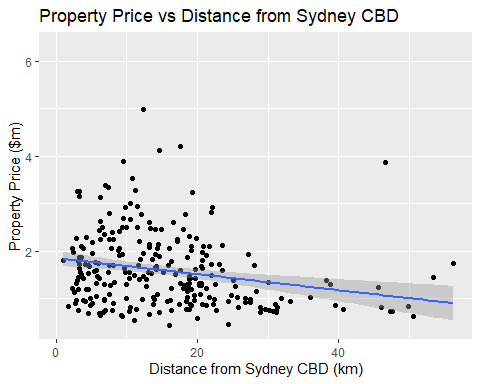 Property Price vs Distance from Sydney CBD
6
4
2
Property Price ($m)
0
20
40
Distance from Sydney CBD (km)